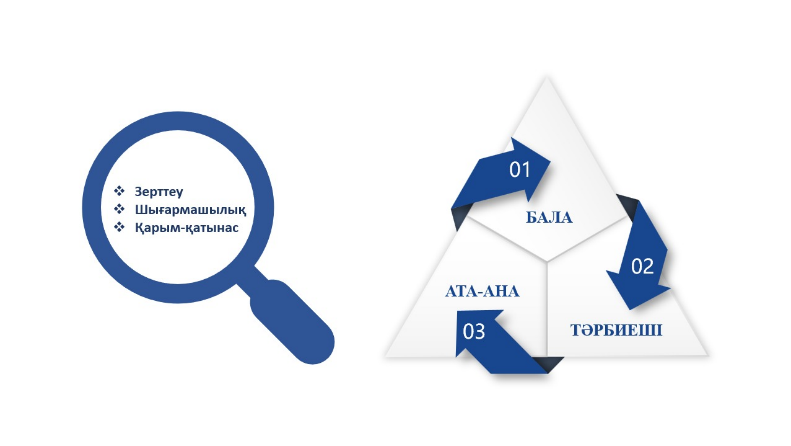 ❖ Зерттеу
❖ Шығармашылық
❖ Қарым-қатынас
01
БАЛА
02
АТА-АНА
03
ТӘРБИЕШІ